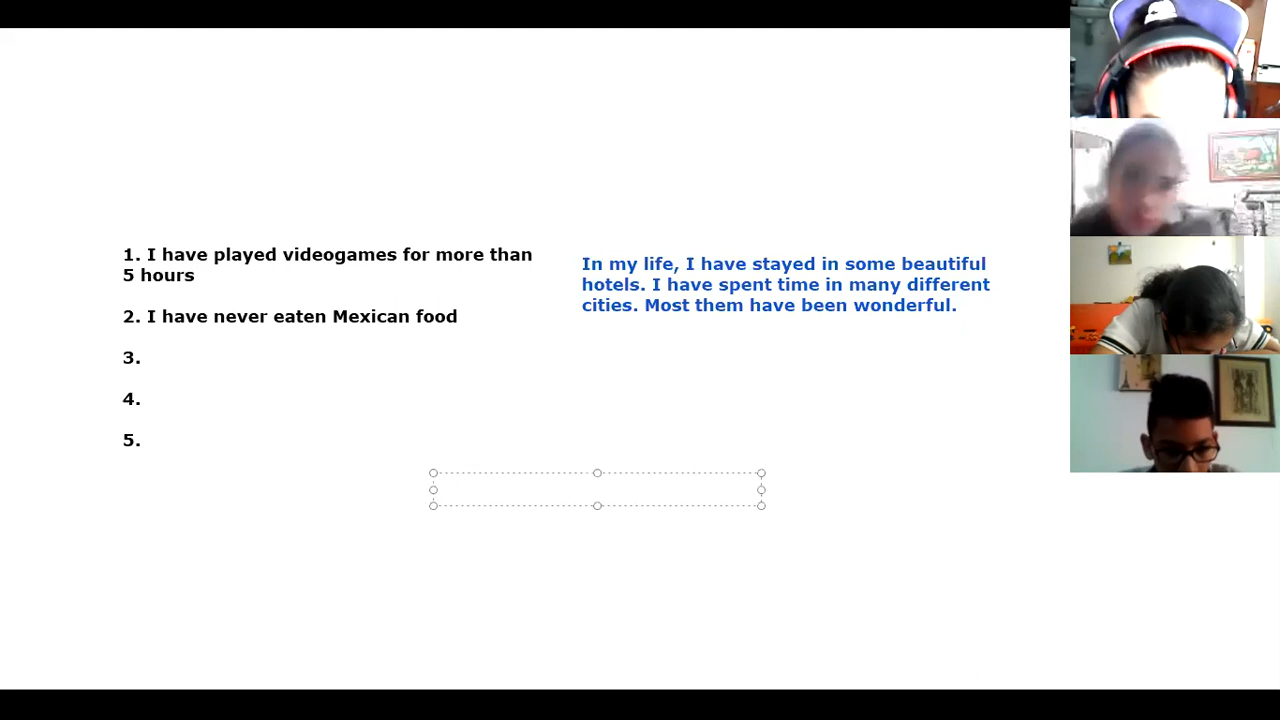 1. I have played videogames for more than
5 hours
2. I have never eaten Mexican food
3.
4.
5.
In my life, I have stayed in some beautiful
hotels. I have spent time in many different
cities. Most them have been wonderful.